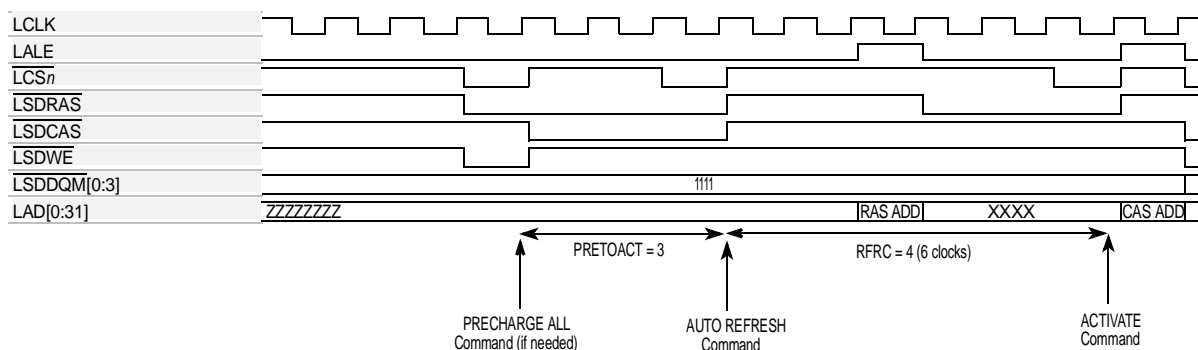 LCLK
LALE
LCSn
LSDRAS
LSDCAS
LSDWE
LSDDQM[0:3] 1111
LAD[0:31] ZZZZZZZZ RAS ADD XXXX CAS ADD
PRETOACT = 3 RFRC = 4 (6 clocks)
PRECHARGE ALL
Command (if needed)
AUTO REFRESH
Command
ACTIVATE
Command